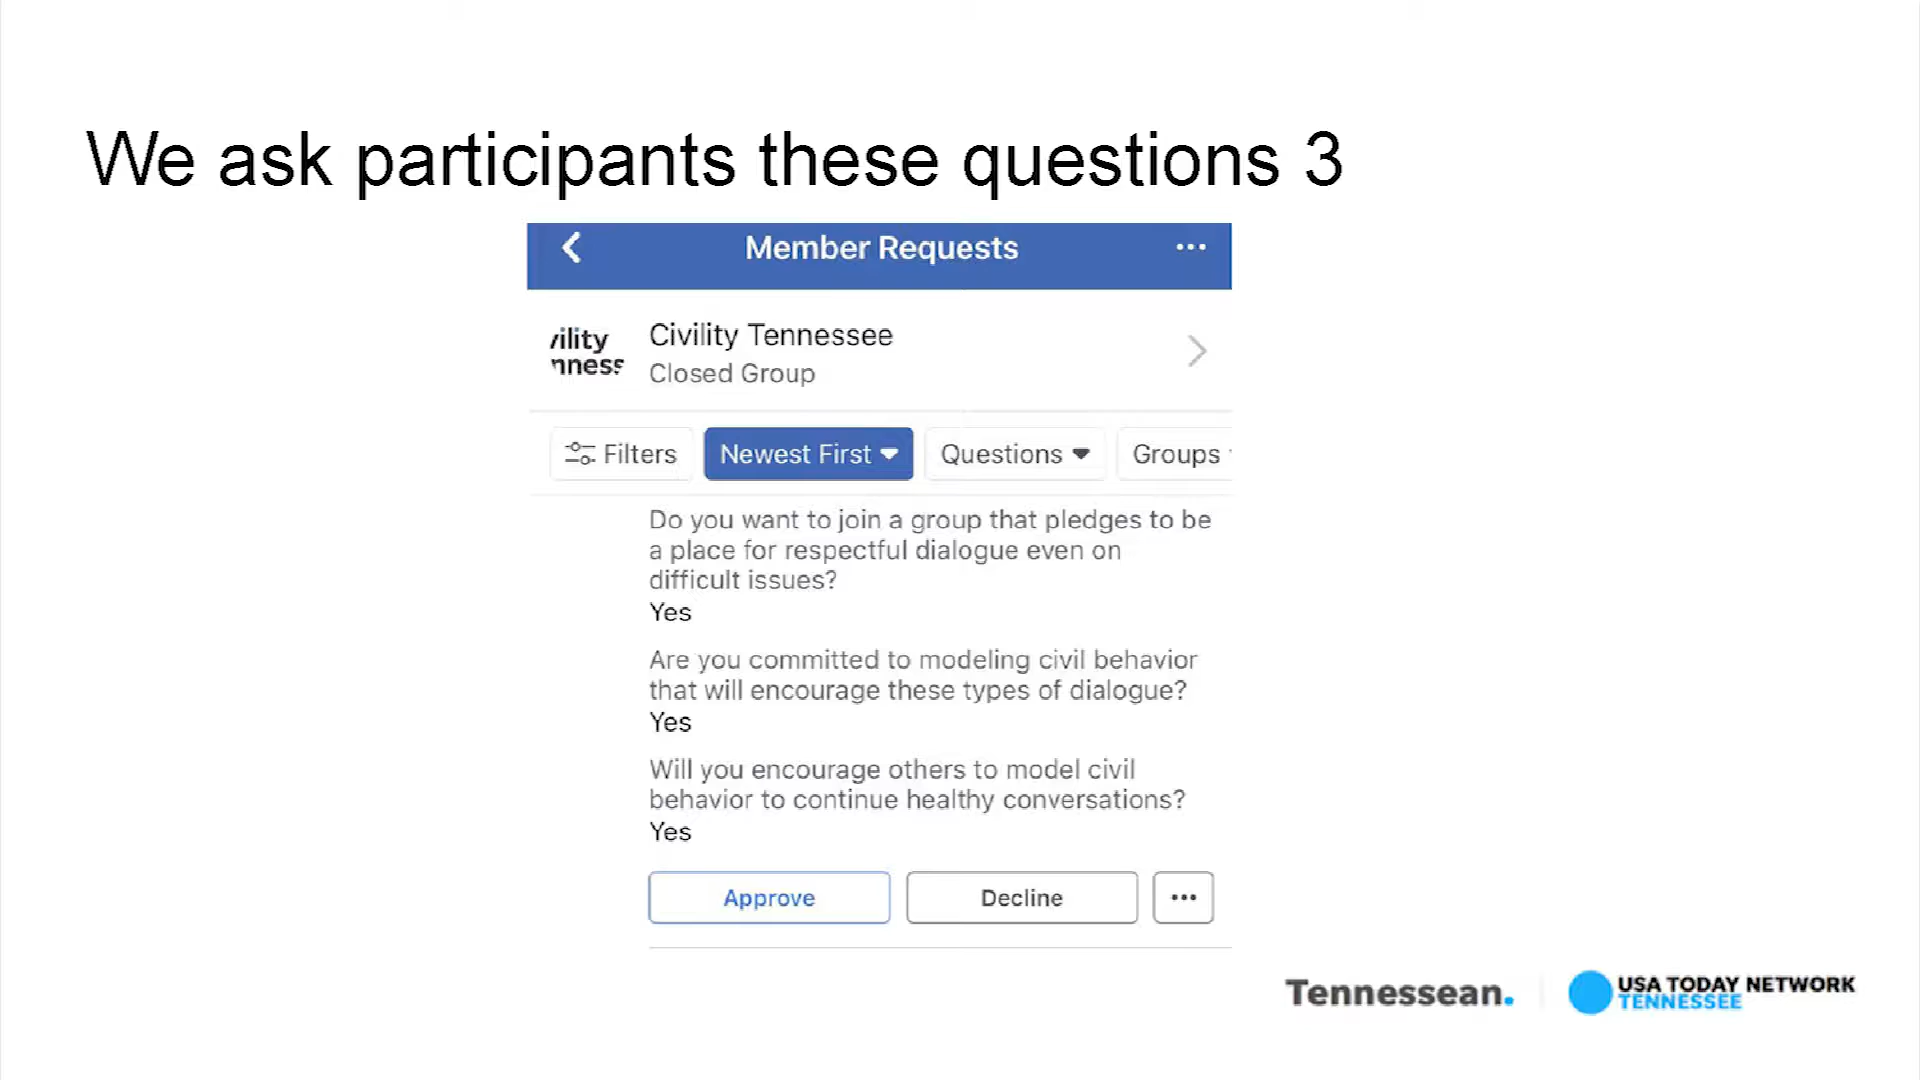 We ask participants these questions 3
Member Requests
ility
nness
Civility Tennessee
Closed Group
Filters
Newest First
Questions
Groups
Do you want to join a group that pledges to be
a place for respectful dialogue even on
difficult issues?
Yes
Are you committed to modeling civil behavior
that will encourage these types of dialogue?
Yes
Will you encourage others to model civil
behavior to continue healthy conversations?
Yes
Approve
Decline
Tennessean.
USA TODAY NETWORK
TENNESSEE